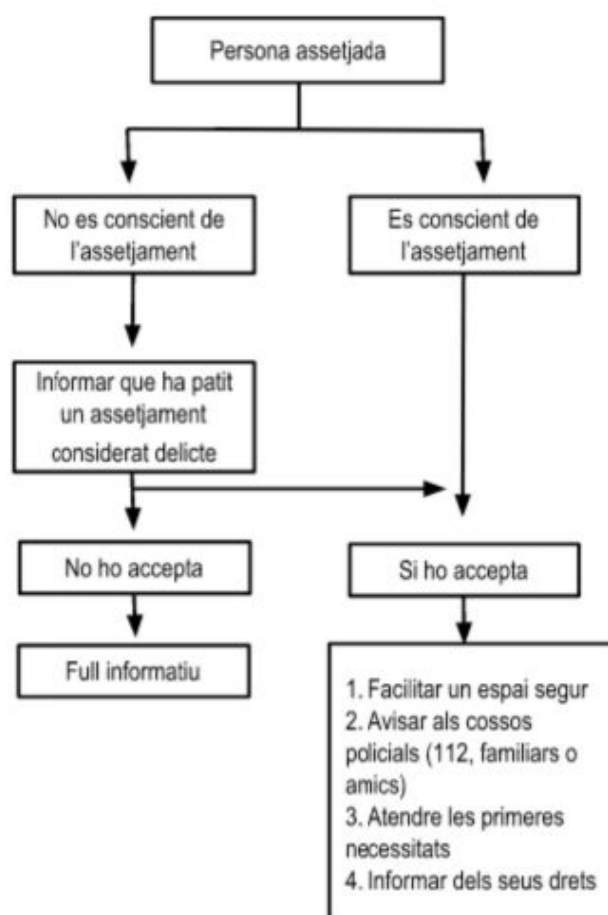 Persona assetjada
No es conscient de
l'assetjament
Es conscient de
l'assetjament
Informar que ha patit
un assetjament
considerat delicte
No ho accepta
Si ho accepta
Full informatiu
1. Facilitar un espai segur
2. Avisar als cossos
policials (112, familiars o
amics)
3. Atendre les primeres
necessitats
4. Informar dels seus drets